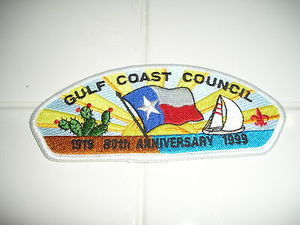 GULF COAST COUNCIL
1919 80th ANNIVERSARY 1999